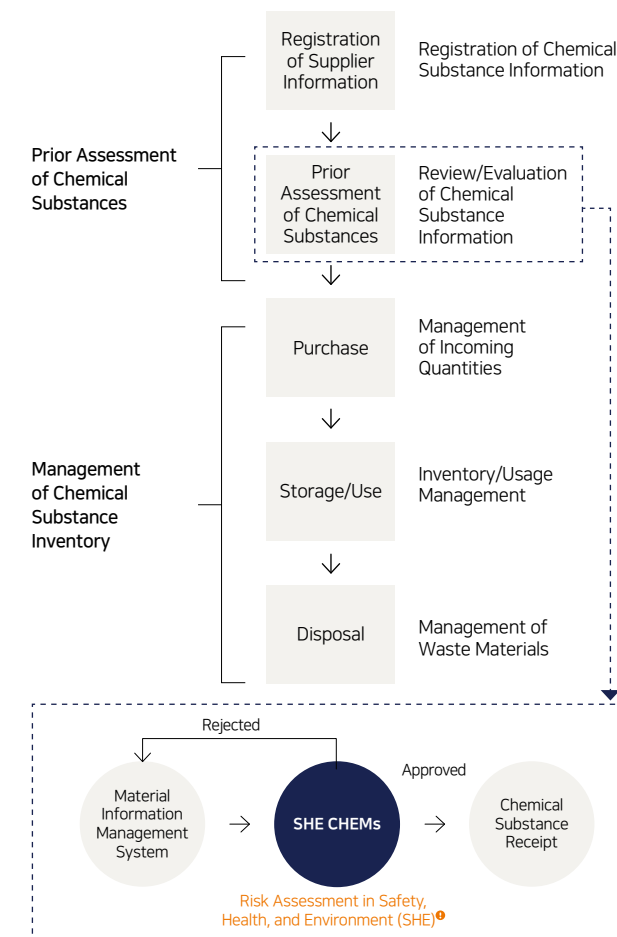 Registration
of Supplier
Information
Registration of Chemical
Substance Information
Prior Assessment
of Chemical
Substances
Prior
Assessment
of Chemical
Substances
Review/Evaluation
of Chemical
Substance
Information
Purchase
Management
of Incoming
Quantities
Management
of Chemical
Substance
Inventory
Storage/Use
Inventory/Usage
Management
Disposal
Management of
Waste Materials
Rejected
Material
Information
Management
System
SHE CHEMs
Approved
Chemical
Substance
Receipt
Risk Assessment in Safety,
Health, and Environment (SHE)